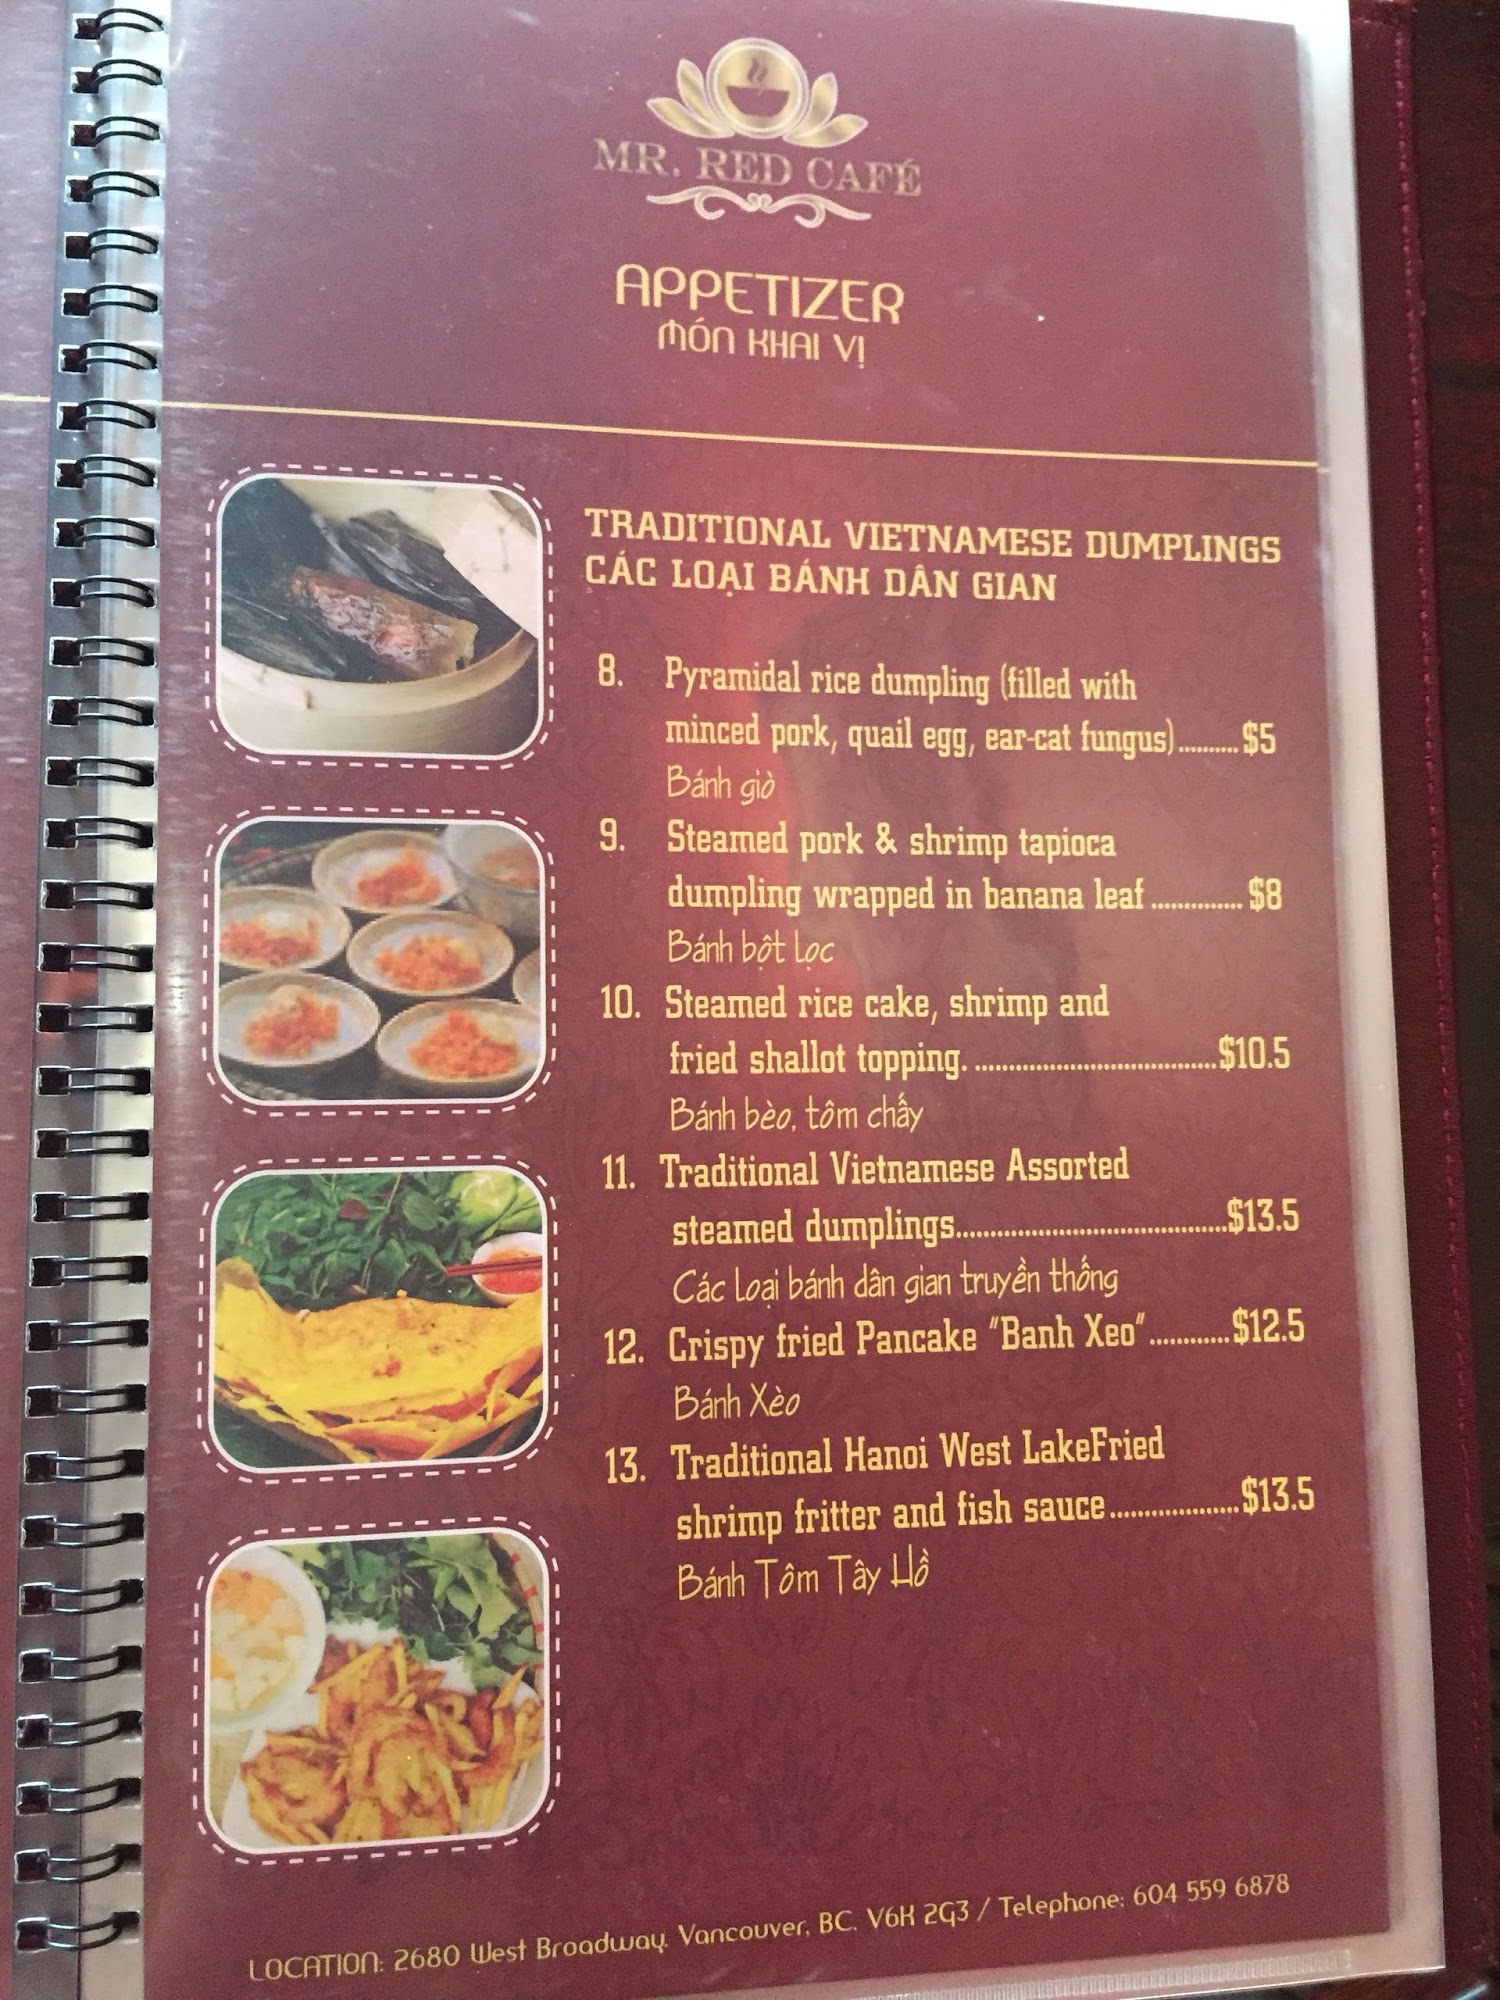 MR. RED CAFÉ
APPETIZER
MÓN KHAI VỊ
TRADITIONAL VIETNAMESE DUMPLINGS
CÁC LOẠI BÁNH DÂN GIAN
8. Pyramidal rice dumpling (filled with
minced pork, quail egg, ear-cat fungus).......... $5
Bánh giò
9. Steamed pork & shrimp tapioca
dumpling wrapped in banana leaf .............. $8
Bánh bột lọc
10. Steamed rice cake, shrimp and
fried shallot topping. ....................................$10.5
Bánh bèo, tôm chấy
11. Traditional Vietnamese Assorted
steamed dumplings........................................$13.5
Các loại bánh dân gian truyền thống
12. Crispy fried Pancake "Banh Xeo"............$12.5
Bánh Xèo
13. Traditional Hanoi West LakeFried
shrimp fritter and fish sauce...................$13.5
Bánh Tôm Tây Hồ
LOCATION: 2680 West Broadway. Vancouver, BC. V6K 2G3 / Telephone: 604 559 6878